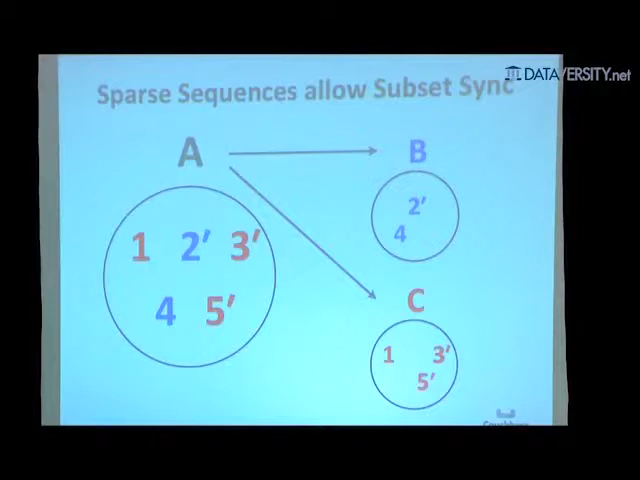 DATAVERSITY.net
Sparse Sequences allow Subset Sync
A
B
2′
4
1 2′ 3′
4 5′
C
1 3′
5′